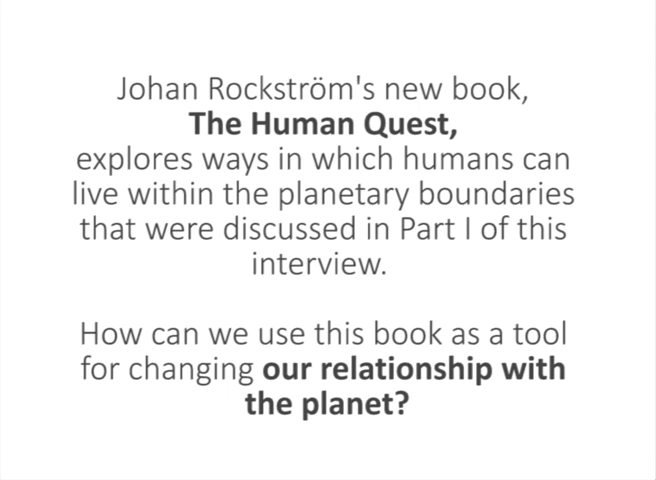 Johan Rockström's new book,
The Human Quest,
explores ways in which humans can
live within the planetary boundaries
that were discussed in Part I of this
interview.
How can we use this book as a tool
for changing our relationship with
the planet?